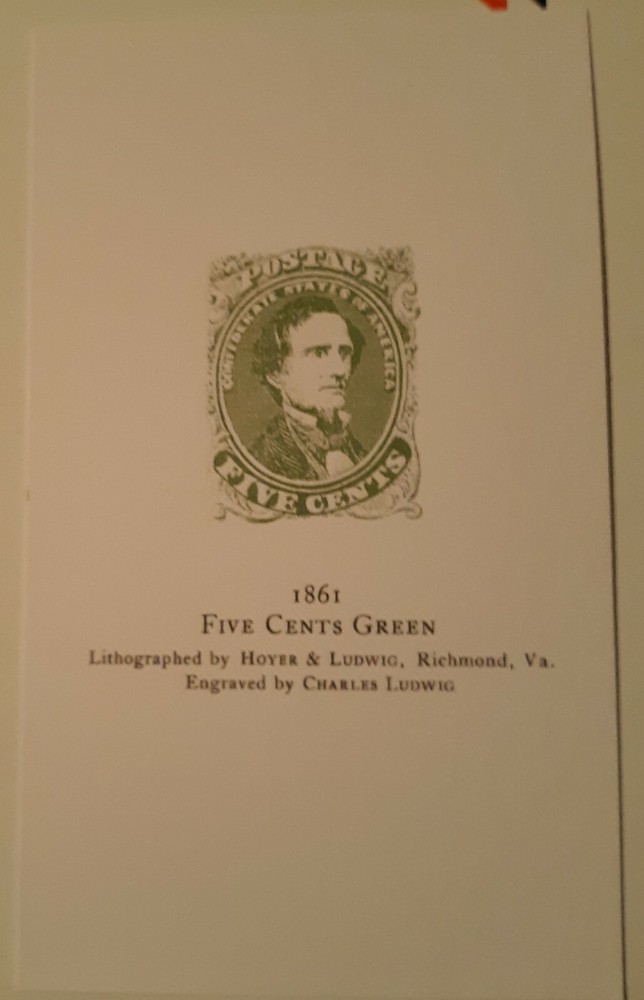 POSTAGE
CONFEDERATE STATES OF AMERICA
FIVE CENTS
1861
FIVE CENTS GREEN
Lithographed by HOYER & LUDWIG, Richmond, Va.
Engraved by CHARLES LUDWIG